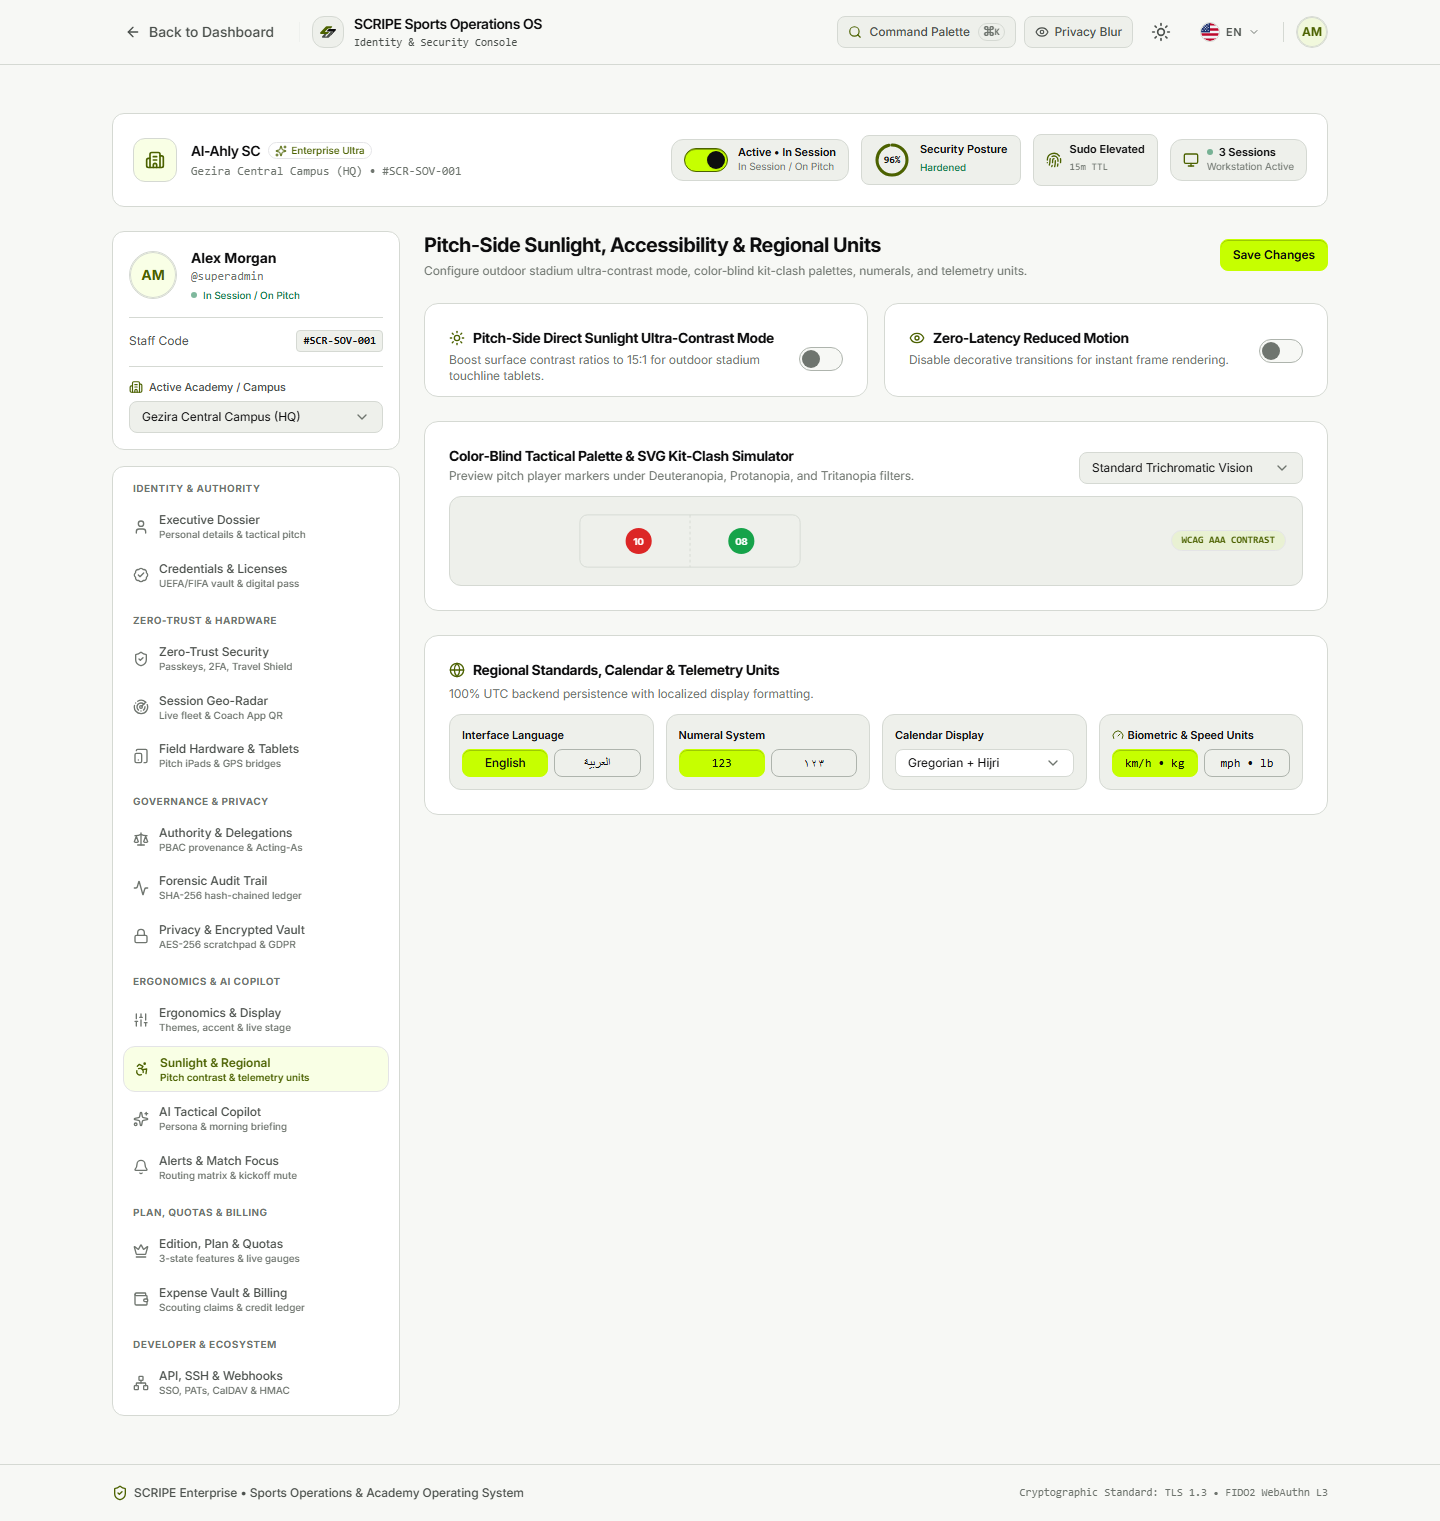 Back to Dashboard
SCRIPE Sports Operations OS
Identity & Security Console
Command Palette ⌘K
Privacy Blur
EN
AM
Al-Ahly SC
Enterprise Ultra
Gezira Central Campus (HQ) • #SCR-SOV-001
Active • In Session
In Session / On Pitch
96%
Security Posture
Hardened
Sudo Elevated
15m TTL
3 Sessions
Workstation Active
AM
Alex Morgan
@superadmin
In Session / On Pitch
Staff Code
#SCR-SOV-001
Active Academy / Campus
Gezira Central Campus (HQ)
IDENTITY & AUTHORITY
Executive Dossier
Personal details & tactical pitch
Credentials & Licenses
UEFA/FIFA vault & digital pass
ZERO-TRUST & HARDWARE
Zero-Trust Security
Passkeys, 2FA, Travel Shield
Session Geo-Radar
Live fleet & Coach App QR
Field Hardware & Tablets
Pitch iPads & GPS bridges
GOVERNANCE & PRIVACY
Authority & Delegations
PBAC provenance & Acting-As
Forensic Audit Trail
SHA-256 hash-chained ledger
Privacy & Encrypted Vault
AES-256 scratchpad & GDPR
ERGONOMICS & AI COPILOT
Ergonomics & Display
Themes, accent & live stage
Sunlight & Regional
Pitch contrast & telemetry units
AI Tactical Copilot
Persona & morning briefing
Alerts & Match Focus
Routing matrix & kickoff mute
PLAN, QUOTAS & BILLING
Edition, Plan & Quotas
3-state features & live gauges
Expense Vault & Billing
Scouting claims & credit ledger
DEVELOPER & ECOSYSTEM
API, SSH & Webhooks
SSO, PATs, CalDAV & HMAC
Pitch-Side Sunlight, Accessibility & Regional Units
Configure outdoor stadium ultra-contrast mode, color-blind kit-clash palettes, numerals, and telemetry units.
Save Changes
Pitch-Side Direct Sunlight Ultra-Contrast Mode
Boost surface contrast ratios to 15:1 for outdoor stadium
touchline tablets.
Zero-Latency Reduced Motion
Disable decorative transitions for instant frame rendering.
Color-Blind Tactical Palette & SVG Kit-Clash Simulator
Preview pitch player markers under Deuteranopia, Protanopia, and Tritanopia filters.
Standard Trichromatic Vision
10
08
WCAG AAA CONTRAST
Regional Standards, Calendar & Telemetry Units
100% UTC backend persistence with localized display formatting.
Interface Language
English
العربية
Numeral System
123
١٢٣
Calendar Display
Gregorian + Hijri
Biometric & Speed Units
km/h • kg
mph • lb
SCRIPE Enterprise • Sports Operations & Academy Operating System
Cryptographic Standard: TLS 1.3 • FIDO2 WebAuthn L3